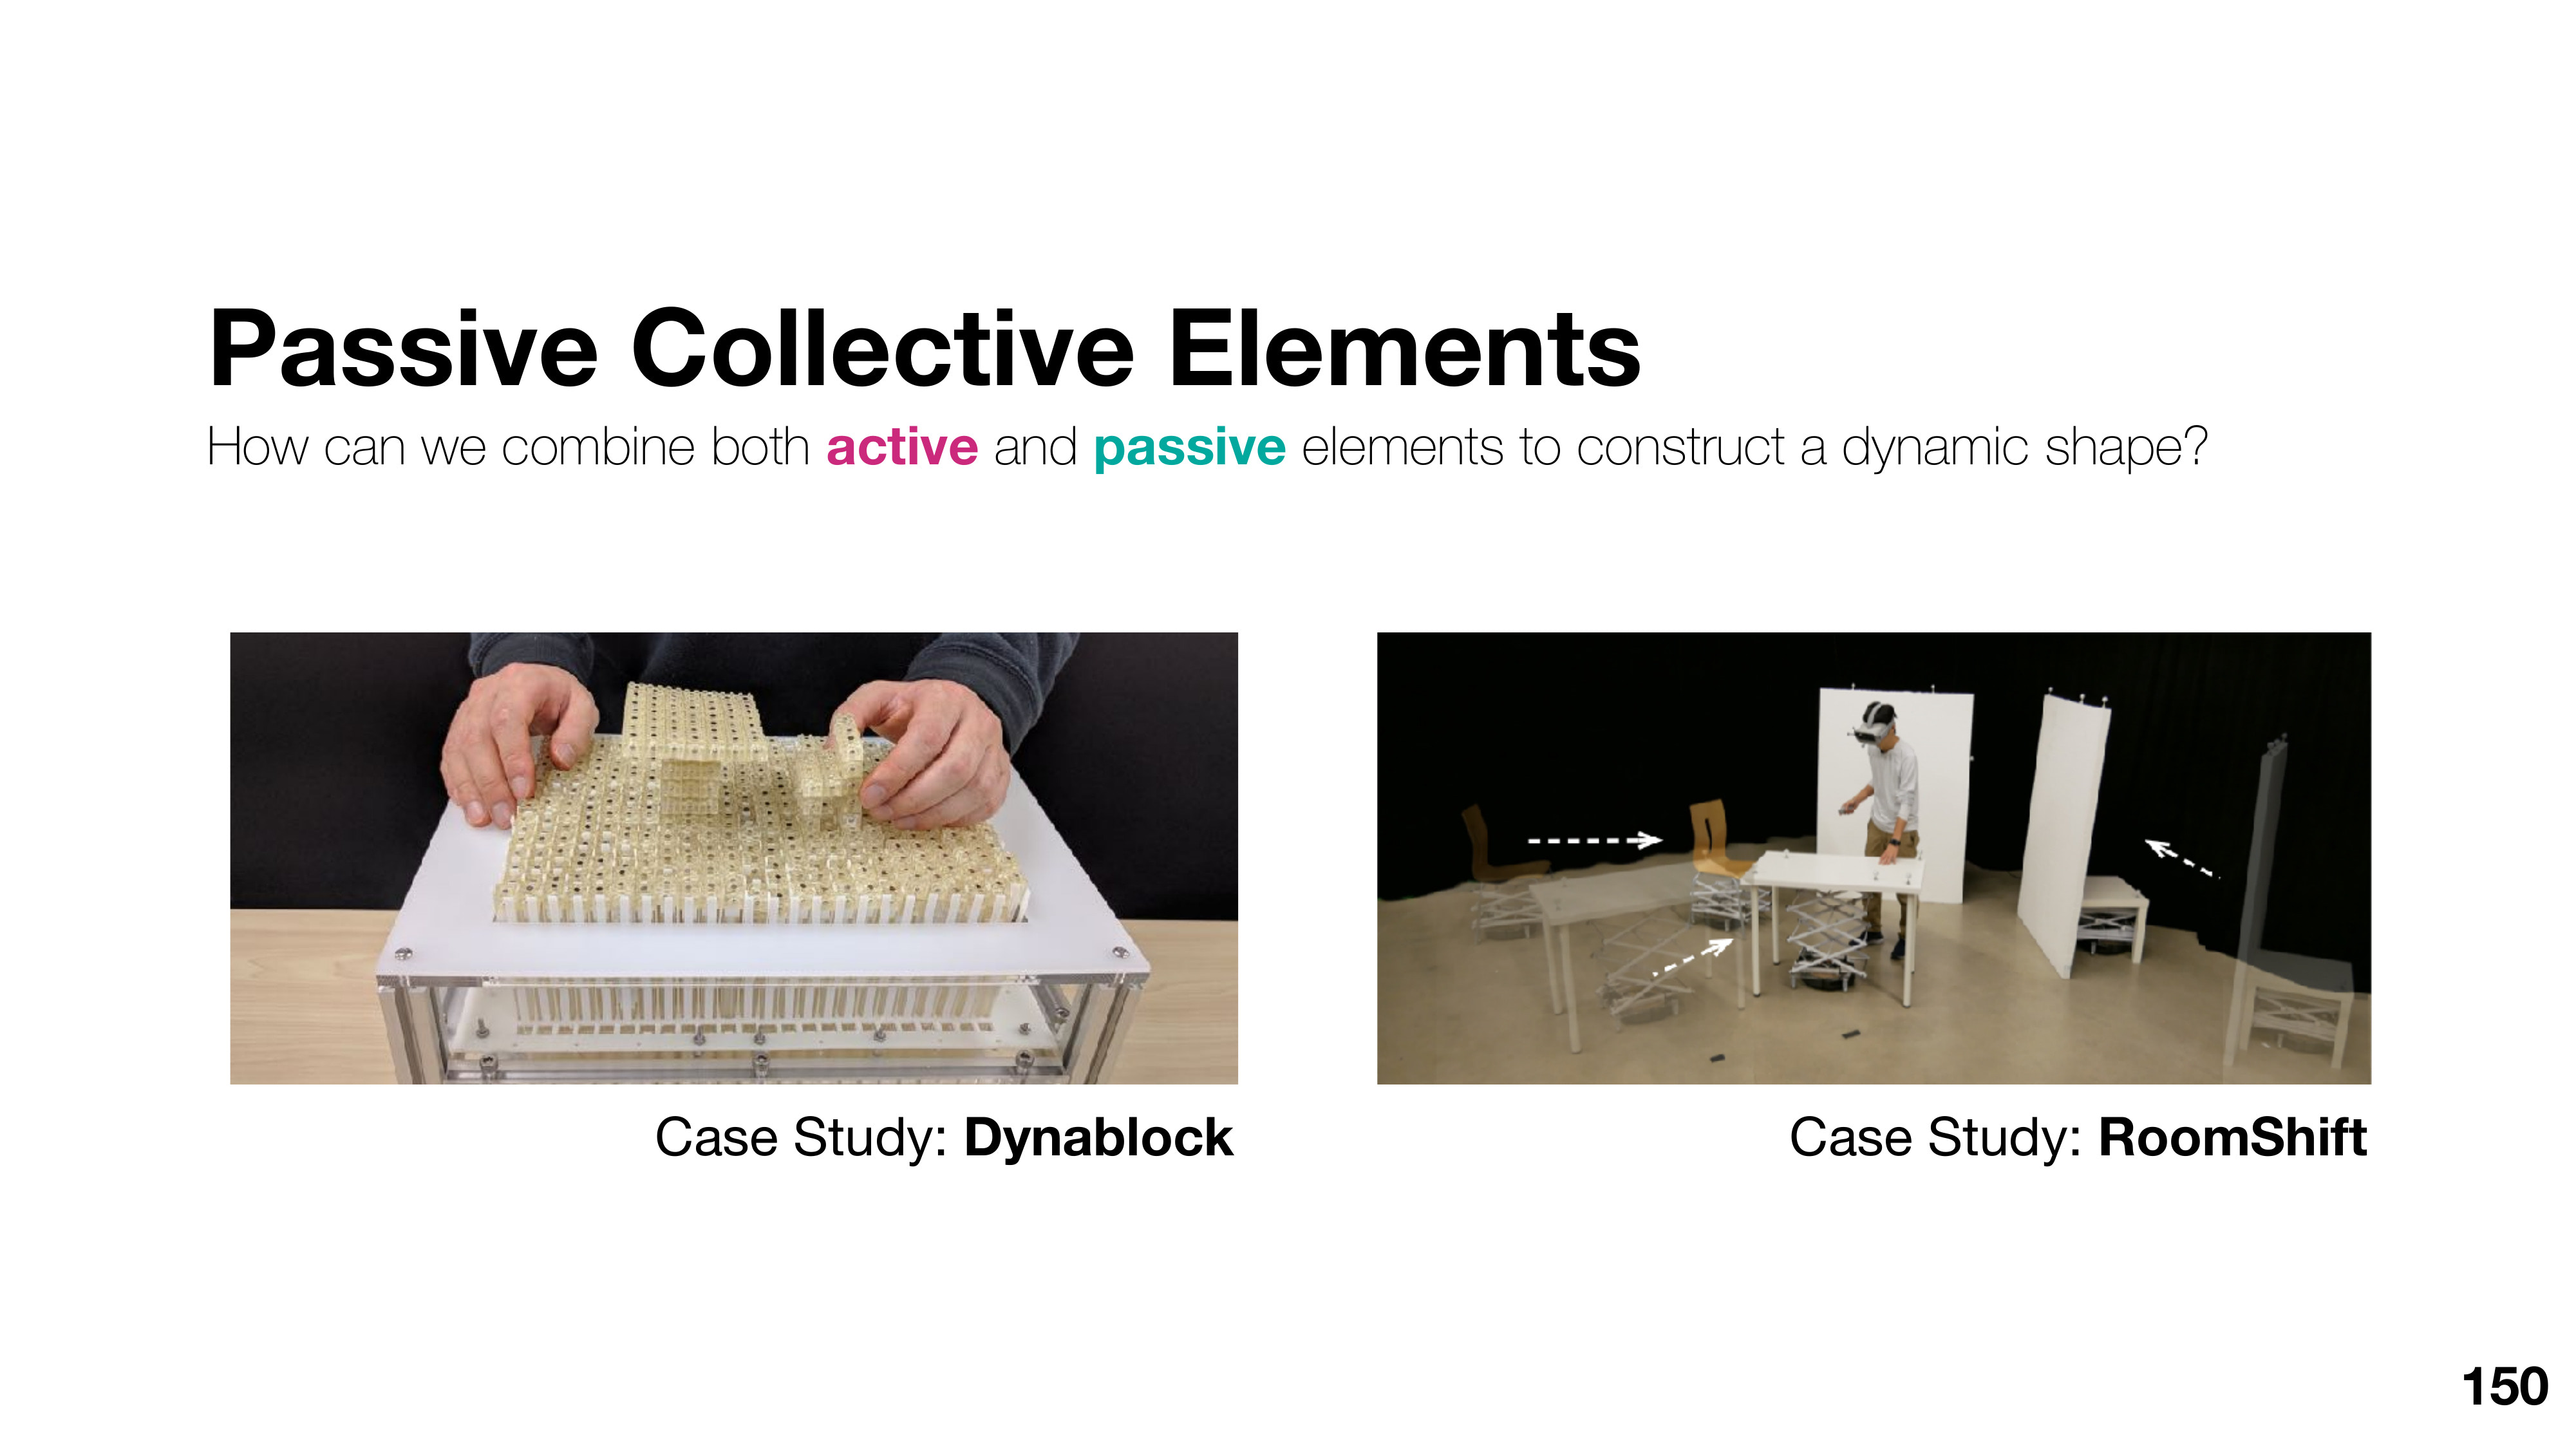 Passive Collective Elements
How can we combine both active and passive elements to construct a dynamic shape?
Case Study: Dynablock
Case Study: RoomShift
150